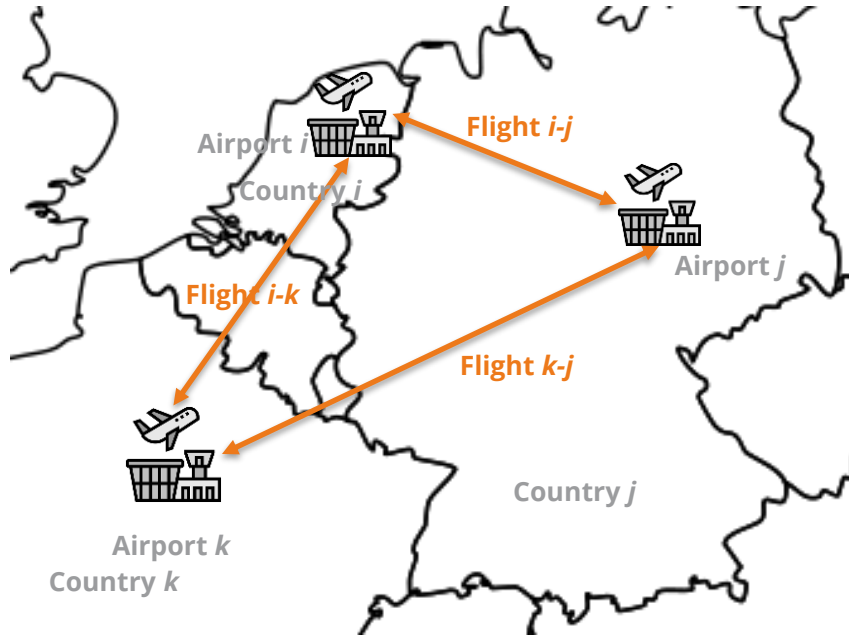 Flight i-j
Airport i
Country i
Airport j
Flight i-k
Flight k-j
Country j
Airport k
Country k